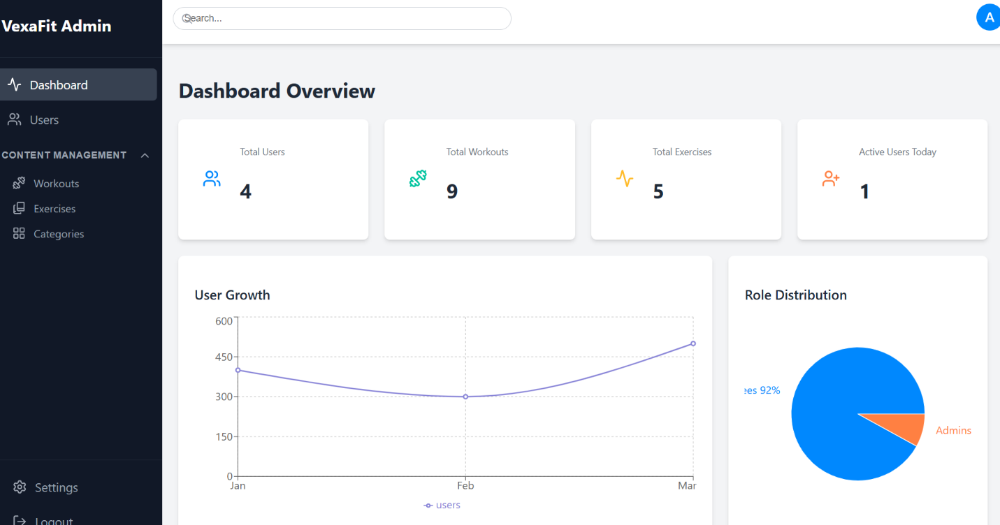 VexaFit Admin
Search...
A
Dashboard
Users
CONTENT MANAGEMENT
Workouts
Exercises
Categories
Settings
Logout
Dashboard Overview
Total Users
4
Total Workouts
9
Total Exercises
5
Active Users Today
1
User Growth
600
450
300
150
0
Jan Feb Mar
users
Role Distribution
ees 92%
Admins